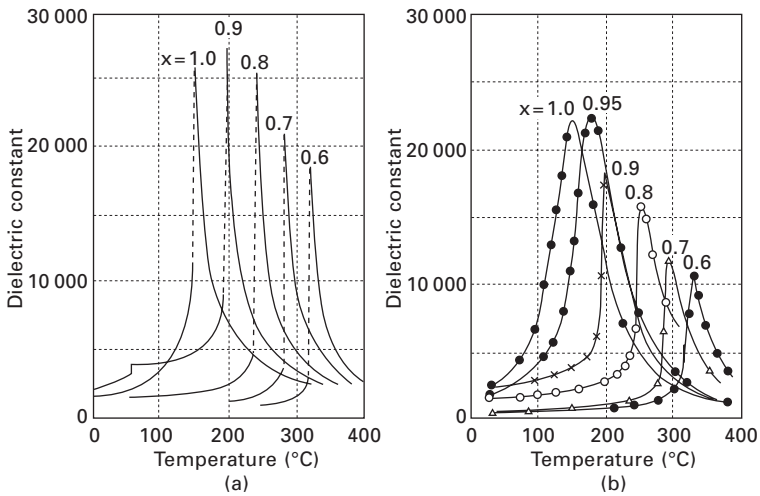 30 000
20 000
10 000
0
Dielectric constant
x = 1.0
0.9
0.8
0.7
0.6
0 100 200 300 400
Temperature (°C)
(a)
30 000
20 000
10 000
0
Dielectric constant
x = 1.0
0.95
0.9
0.8
0.7
0.6
100 200 300 400
Temperature (°C)
(b)